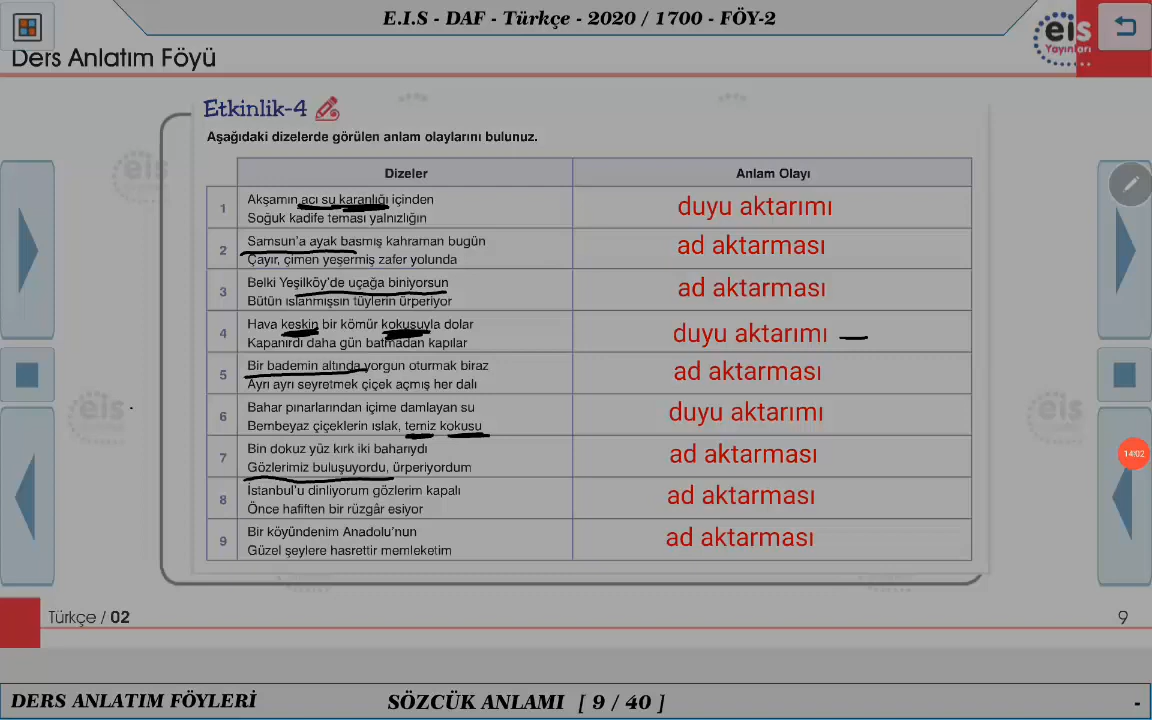 E.I.S - DAF - Türkçe - 2020 / 1700 - FÖY-2
eis
Yayınları
Ders Anlatım Föyü
Etkinlik-4
Aşağıdaki dizelerde görülen anlam olaylarını bulunuz.
Dizeler
Anlam Olayı
1
Akşamın acı su karanlığı içinden
Soğuk kadife teması yalnızlığın
duyu aktarımı
2
Samsun'a ayak basmış kahraman bugün
Çayır, çimen yeşermiş zafer yolunda
ad aktarması
3
Belki Yeşilköy'de uçağa biniyorsun
Bütün ıslanmışsın tüylerin ürperiyor
ad aktarması
4
Hava keskin bir kömür kokusuyla dolar
Kapanırdı daha gün batmadan kapılar
duyu aktarımı
5
Bir bademin altında yorgun oturmak biraz
Ayrı ayrı seyretmek çiçek açmış her dalı
ad aktarması
6
Bahar pınarlarından içime damlayan su
Bembeyaz çiçeklerin ıslak, temiz kokusu
duyu aktarımı
7
Bin dokuz yüz kırk iki baharıydı
Gözlerimiz buluşuyordu, ürperiyordum
ad aktarması
8
İstanbul'u dinliyorum gözlerim kapalı
Önce hafiften bir rüzgâr esiyor
ad aktarması
9
Bir köyündenim Anadolu'nun
Güzel şeylere hasrettir memleketim
ad aktarması
eis
eis
eis
14:02
Türkçe / 02
9
DERS ANLATIM FÖYLERİ
SÖZCÜK ANLAMI [ 9 / 40 ]
-